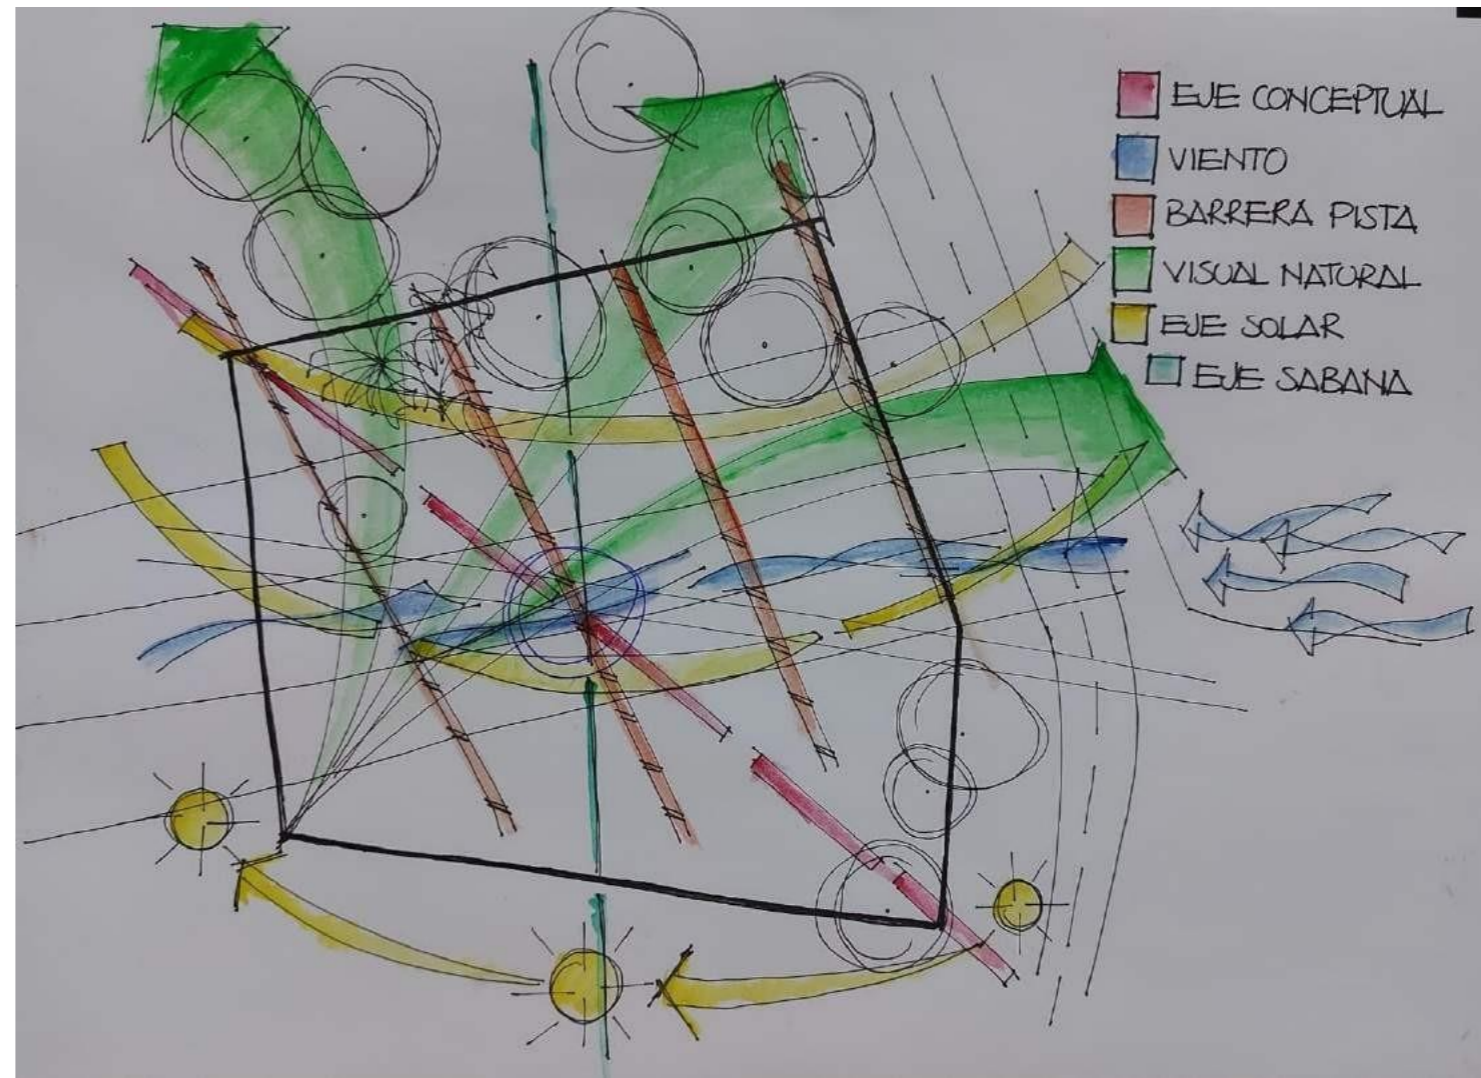 EJE CONCEPTUAL
VIENTO
BARRERA PISTA
VISUAL NATURAL
EJE SOLAR
EJE SABANA